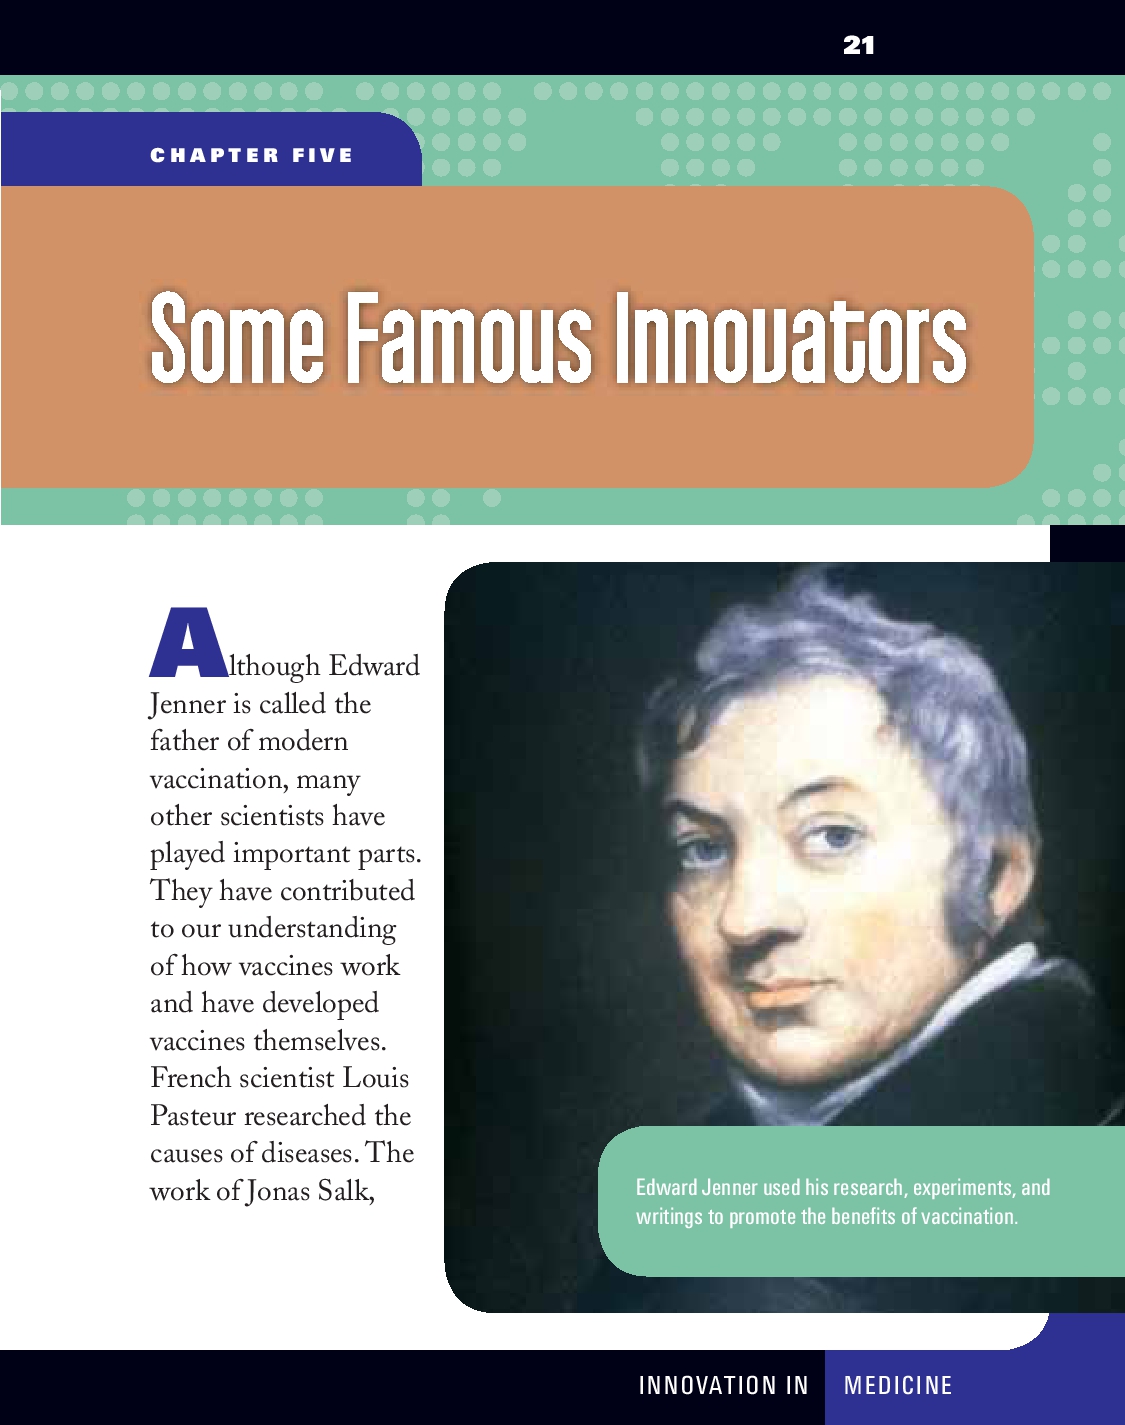 21
CHAPTER FIVE
Some Famous Innovators
Although Edward
Jenner is called the
father of modern
vaccination, many
other scientists have
played important parts.
They have contributed
to our understanding
of how vaccines work
and have developed
vaccines themselves.
French scientist Louis
Pasteur researched the
causes of diseases. The
work of Jonas Salk,
Edward Jenner used his research, experiments, and
writings to promote the benefits of vaccination.
INNOVATION IN MEDICINE